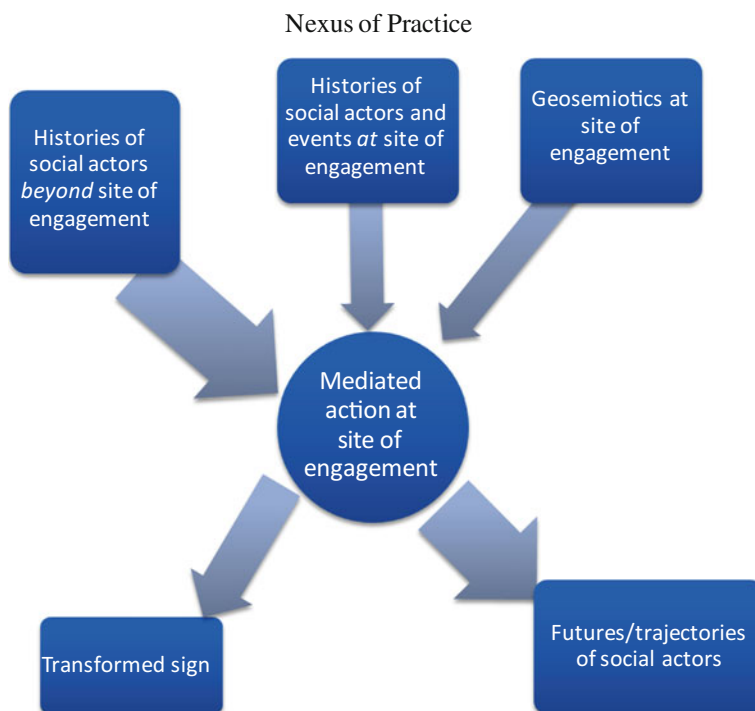 Nexus of Practice
Histories of
social actors
beyond site of
engagement
Histories of
social actors and
events at site of
engagement
Geosemiotics at
site of
engagement
Mediated
action at
site of
engagement
Transformed sign
Futures/trajectories
of social actors